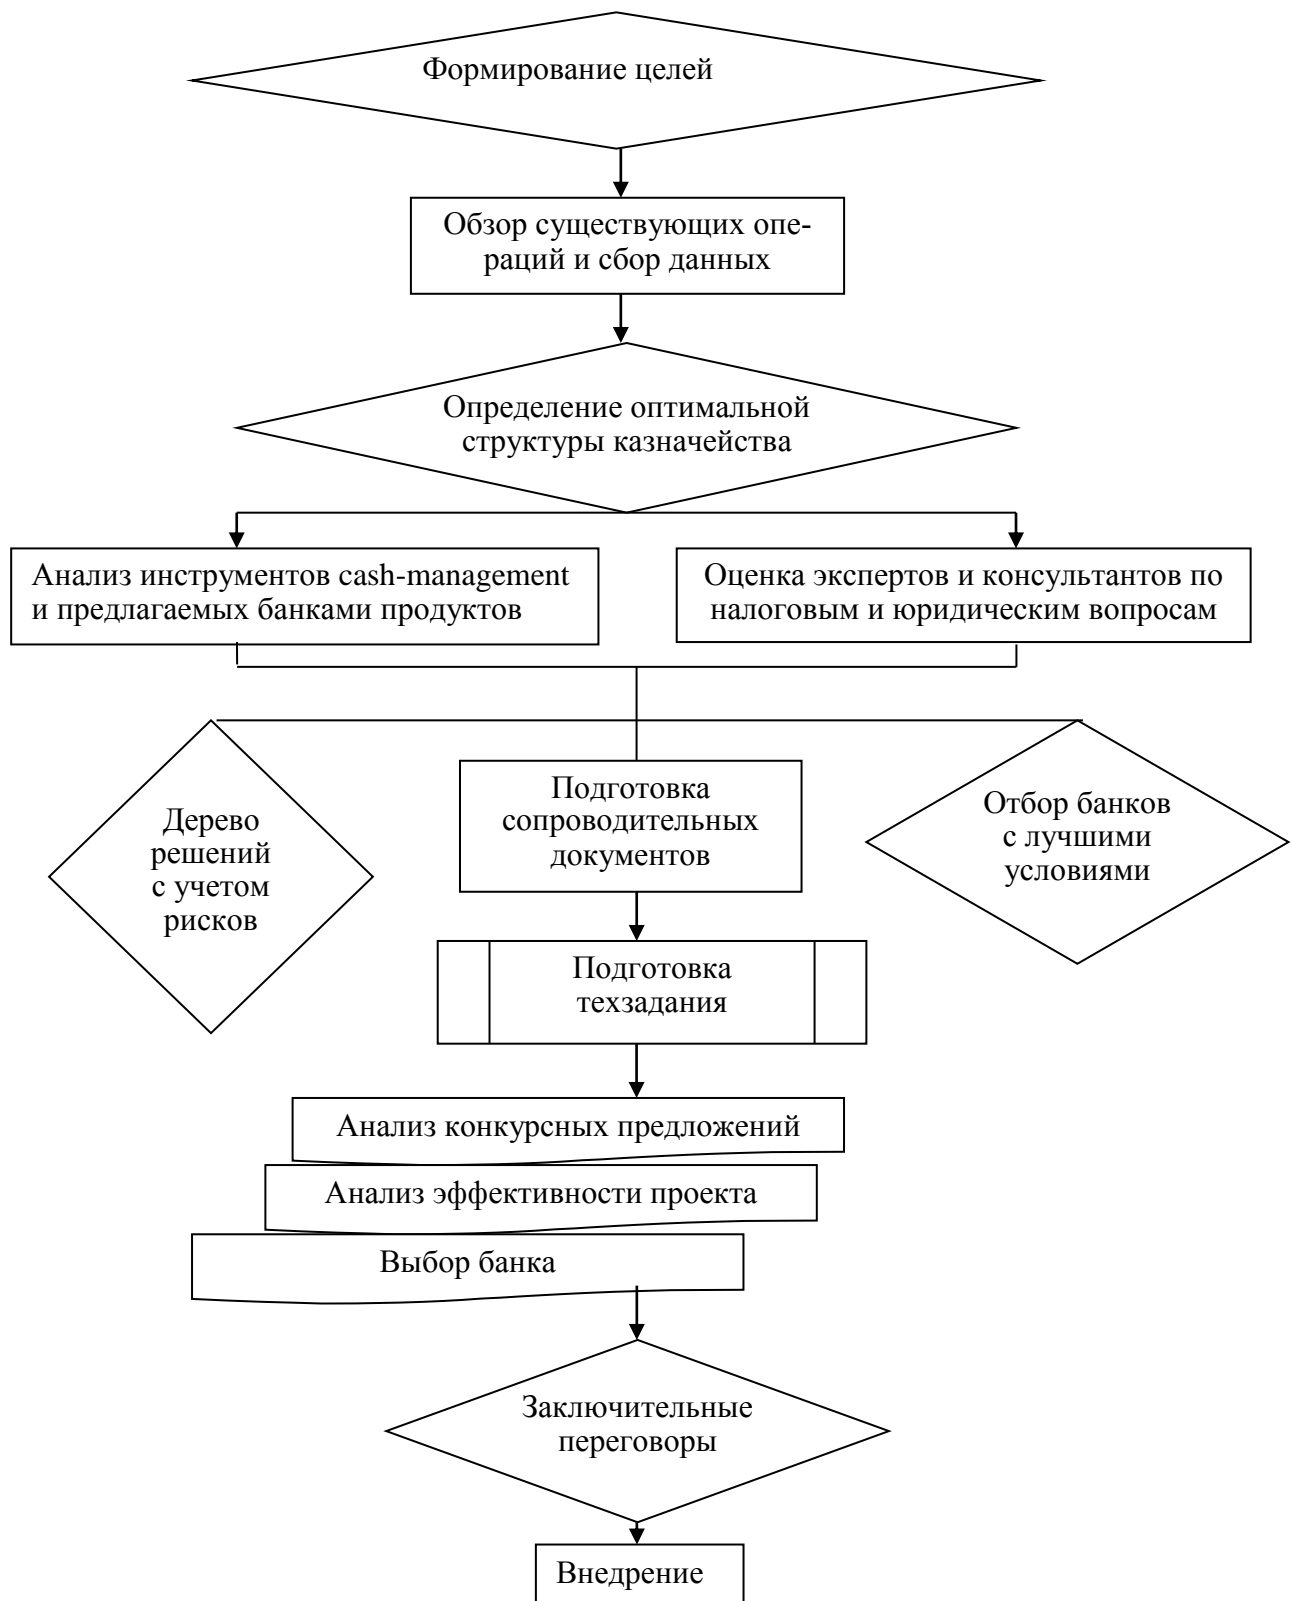 Формирование целей
Обзор существующих опе-
раций и сбор данных
Определение оптимальной
структуры казначейства
Анализ инструментов cash-management
и предлагаемых банками продуктов
Оценка экспертов и консультантов по
налоговым и юридическим вопросам
Дерево
решений
с учетом
рисков
Подготовка
сопроводительных
документов
Отбор банков
с лучшими
условиями
Подготовка
техзадания
Анализ конкурсных предложений
Анализ эффективности проекта
Выбор банка
Заключительные
переговоры
Внедрение